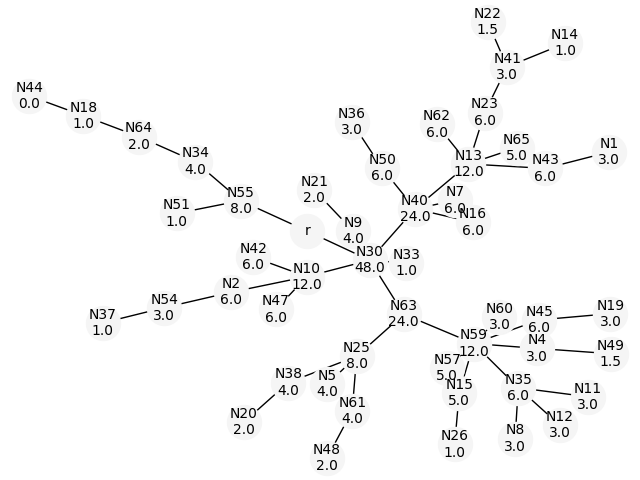 N22
1.5
N14
1.0
N41
3.0
N44
0.0
N18
1.0
N23
6.0
N36
3.0
N62
6.0
N64
2.0
N65
5.0
N1
3.0
N34
4.0
N13
12.0
N43
6.0
N50
6.0
N21
2.0
N55
8.0
N7
6.0
N51
1.0
N40
24.0
N16
6.0
N9
4.0
r
N42
6.0
N30
48.0
N33
1.0
N10
12.0
N2
6.0
N47
6.0
N54
3.0
N37
1.0
N63
24.0
N60
3.0
N45
6.0
N19
3.0
N59
12.0
N4
3.0
N49
1.5
N25
8.0
N57
5.0
N38
4.0
N5
4.0
N15
5.0
N35
6.0
N11
3.0
N61
4.0
N20
2.0
N12
3.0
N8
3.0
N26
1.0
N48
2.0